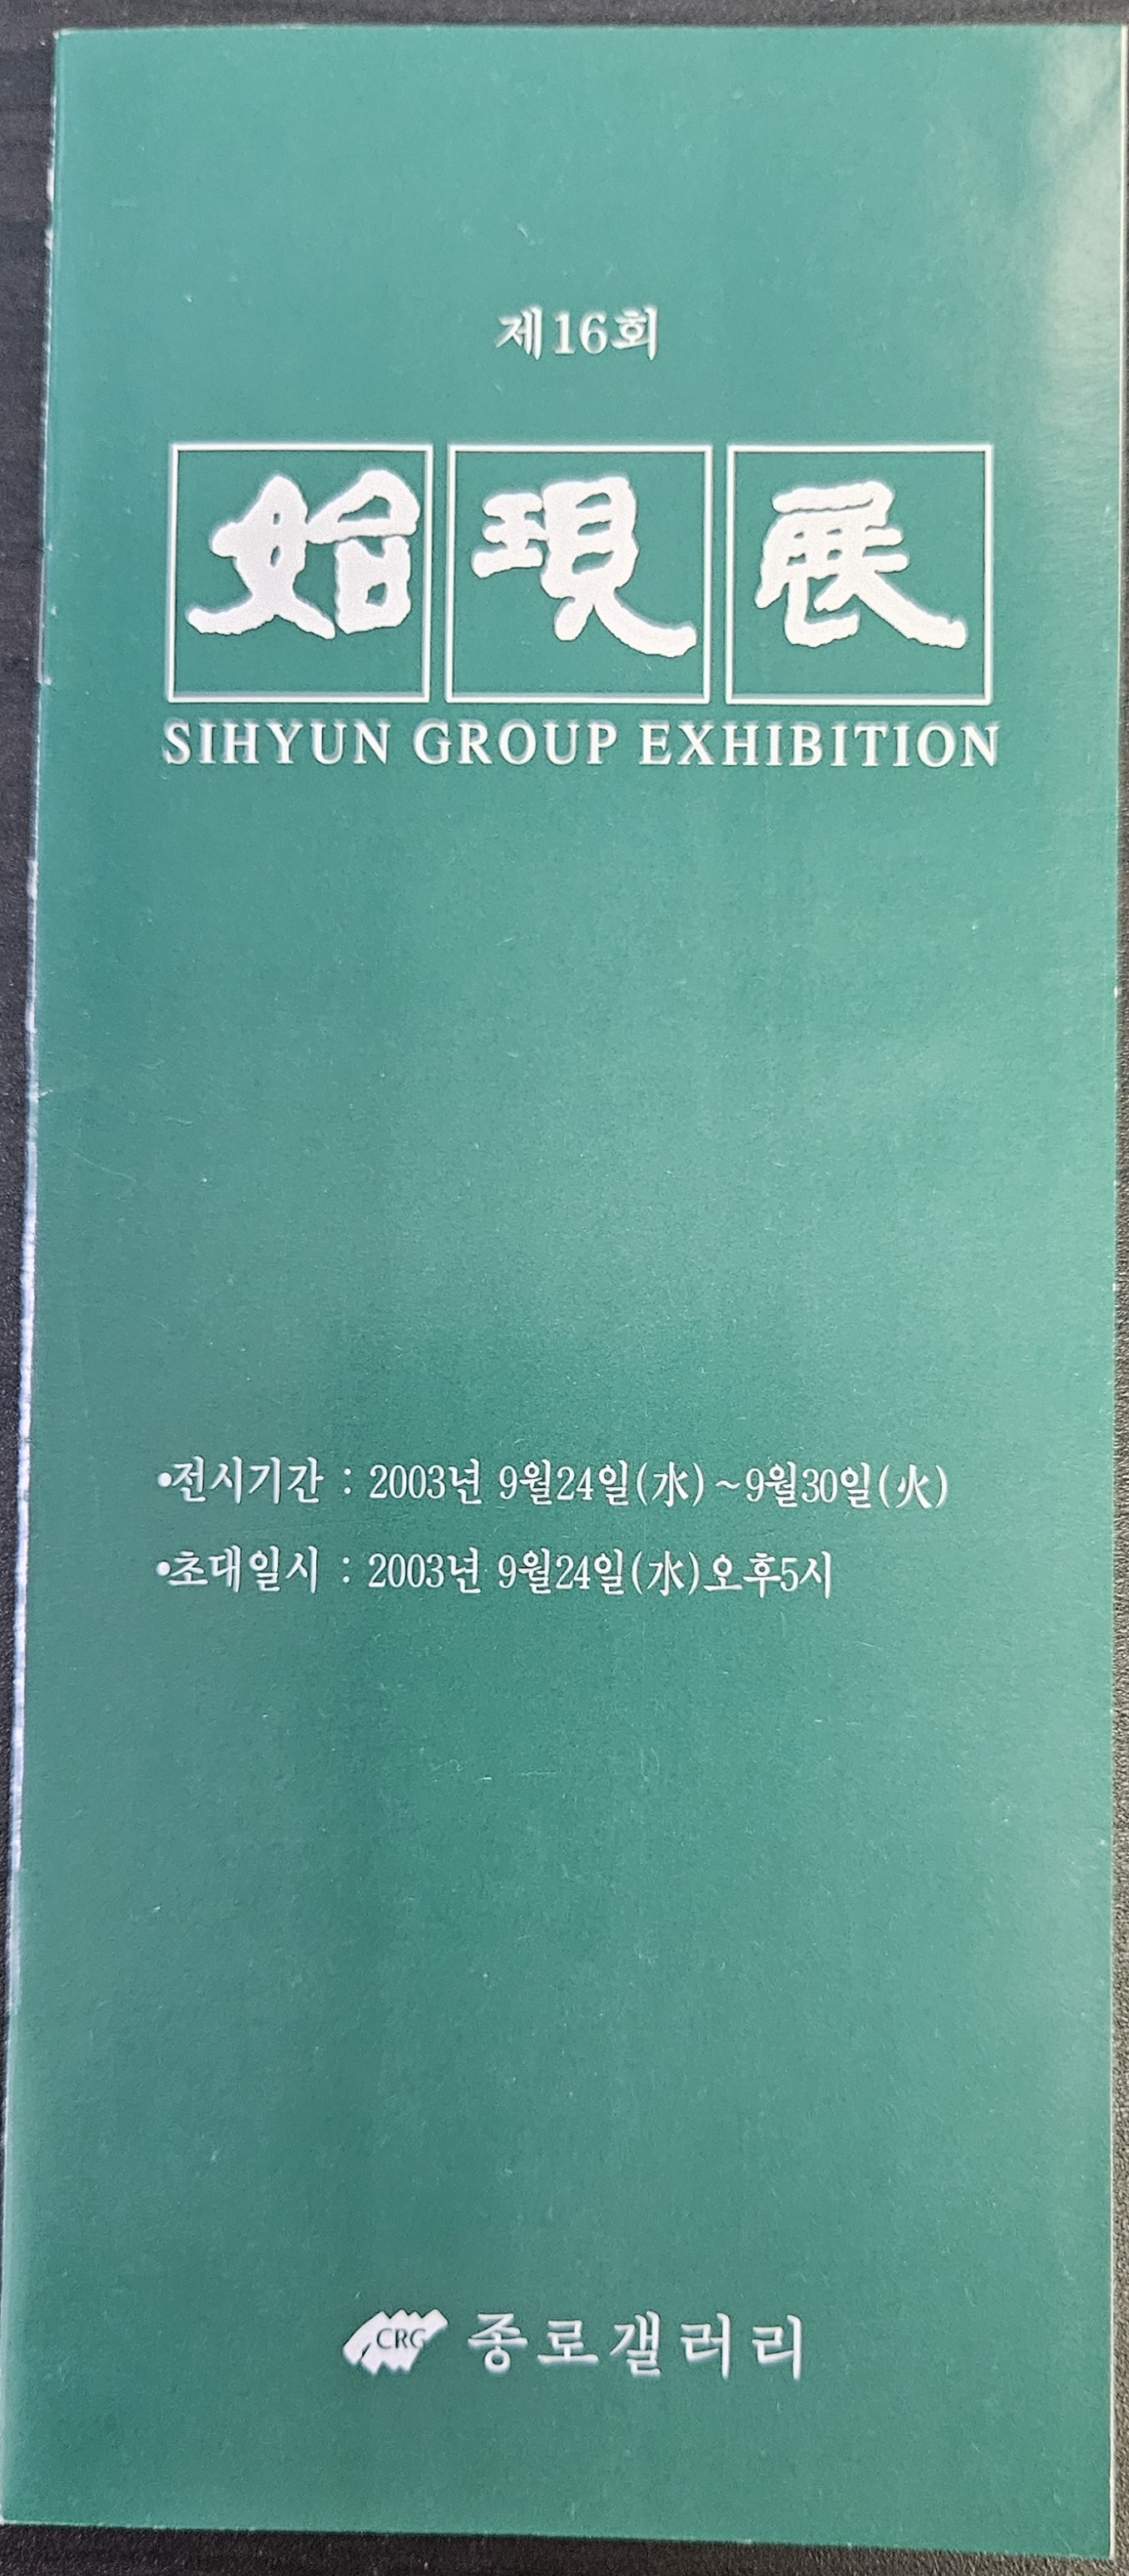 제16회
始現展
SIHYUN GROUP EXHIBITION
•전시기간 : 2003년 9월24일(水)~9월30일(火)
•초대일시 : 2003년 9월24일(水)오후5시
CRG 종로갤러리